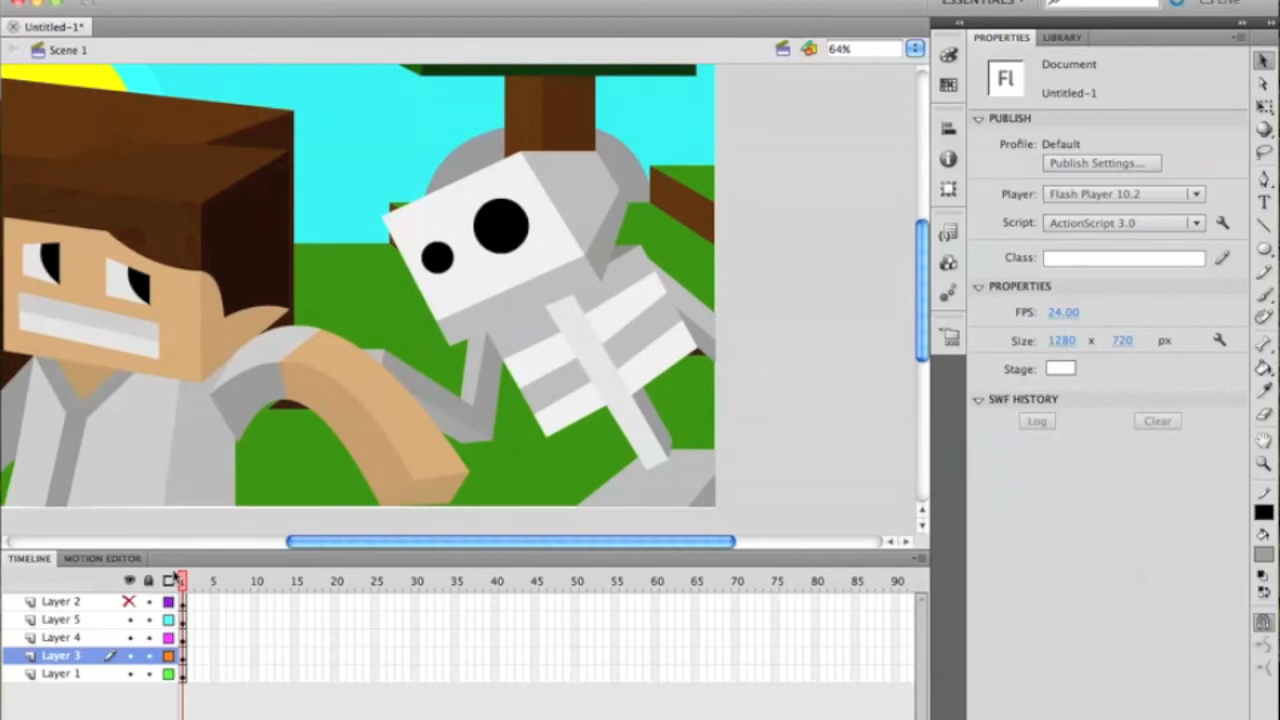 ESSENTIALS
Live
Untitled-1*
Scene 1
64%
PROPERTIES
LIBRARY
Fl
Document
Untitled-1
PUBLISH
Profile: Default
Publish Settings...
Player: Flash Player 10.2
Script: ActionScript 3.0
Class:
PROPERTIES
FPS: 24.00
Size: 1280 x 720 px
Stage:
SWF HISTORY
Log
Clear
TIMELINE
MOTION EDITOR
1 5 10 15 20 25 30 35 40 45 50 55 60 65 70 75 80 85 90
Layer 2
Layer 5
Layer 4
Layer 3
Layer 1
T